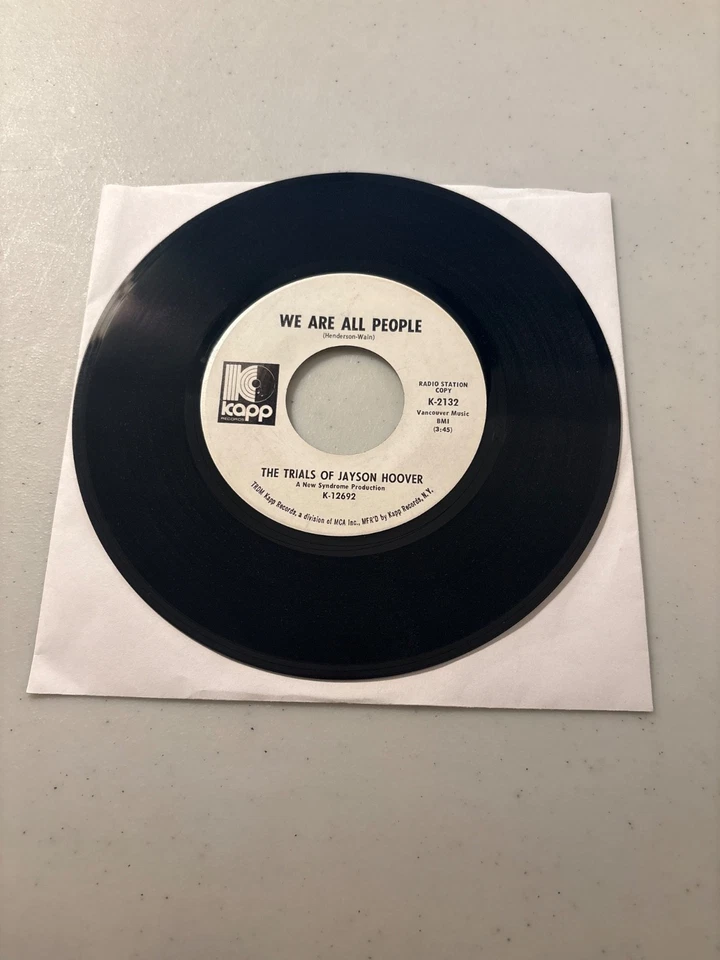 WE ARE ALL PEOPLE
(Henderson-Wain)
Kapp
RECORDS
RADIO STATION
COPY
K-2132
Vancouver Music
BMI
(3:45)
THE TRIALS OF JAYSON HOOVER
A New Syndrome Production
K-12692
TRDM Kapp Records, a division of MCA Inc., MFR'D by Kapp Records, N.Y.